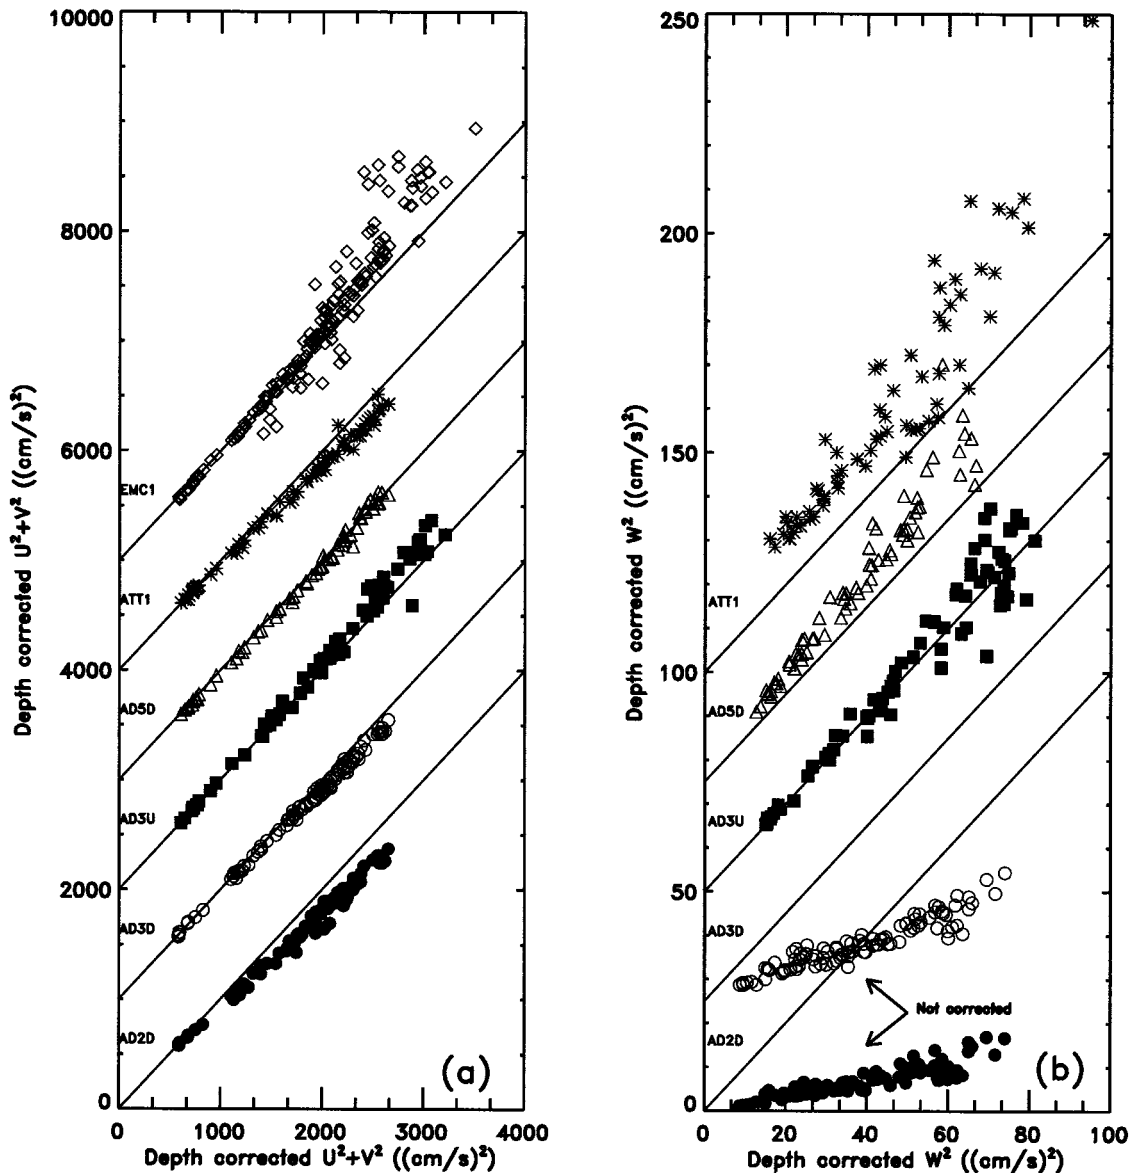 10000
8000
6000
4000
2000
0
Depth corrected U²+V² ((cm/s)²)
EMC1
ATT1
AD5D
AD3U
AD3D
AD2D
(a)
0 1000 2000 3000 4000
Depth corrected U²+V² ((cm/s)²)
250
200
150
100
50
0
Depth corrected W² ((cm/s)²)
ATT1
AD5D
AD3U
AD3D
AD2D
Not corrected
(b)
0 20 40 60 80 100
Depth corrected W² ((cm/s)²)